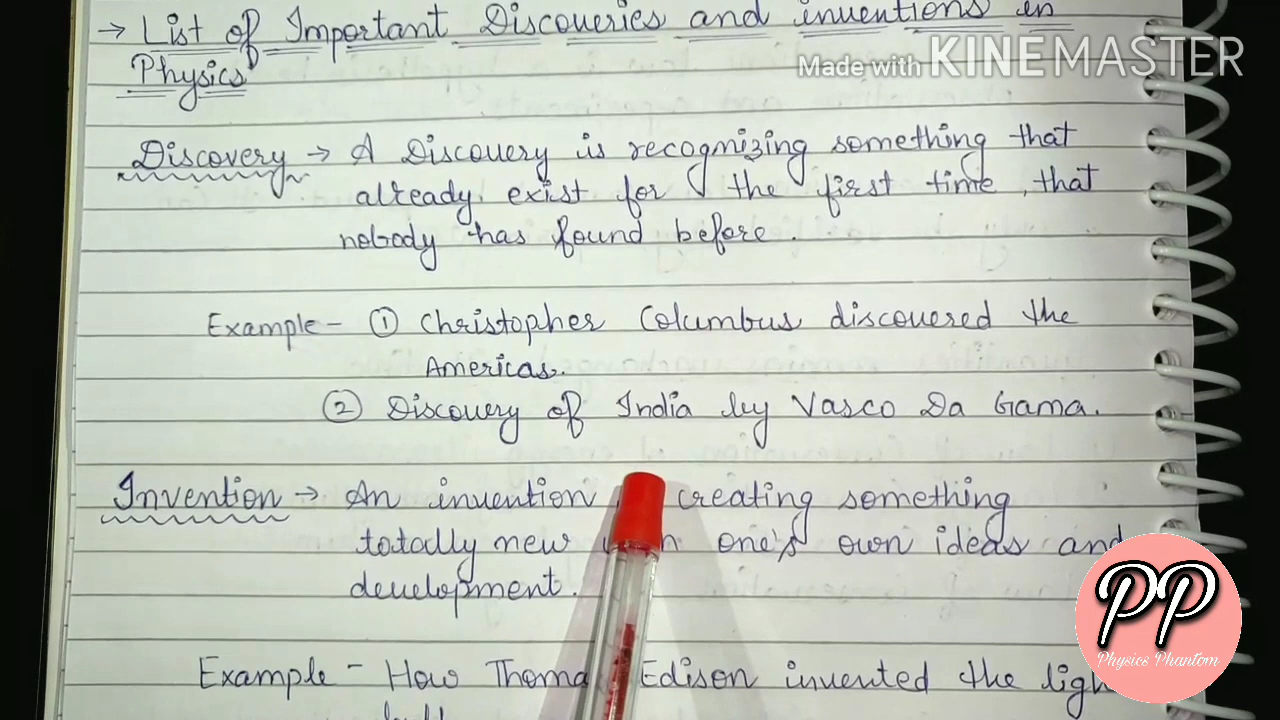 → List of Important Discoveries and inventions in
Physics
Made with KINEMASTER
Discovery → A Discovery is recognizing something that
already exist for the first time, that
nobody has found before.
Example - ① Christopher Columbus discovered the
Americas.
② Discovery of India by Vasco Da Gama.
Invention → An invention creating something
totally new one's own ideas and
development.
Example - How Thoma Edison invented the ligh
PP
Physics Phantom